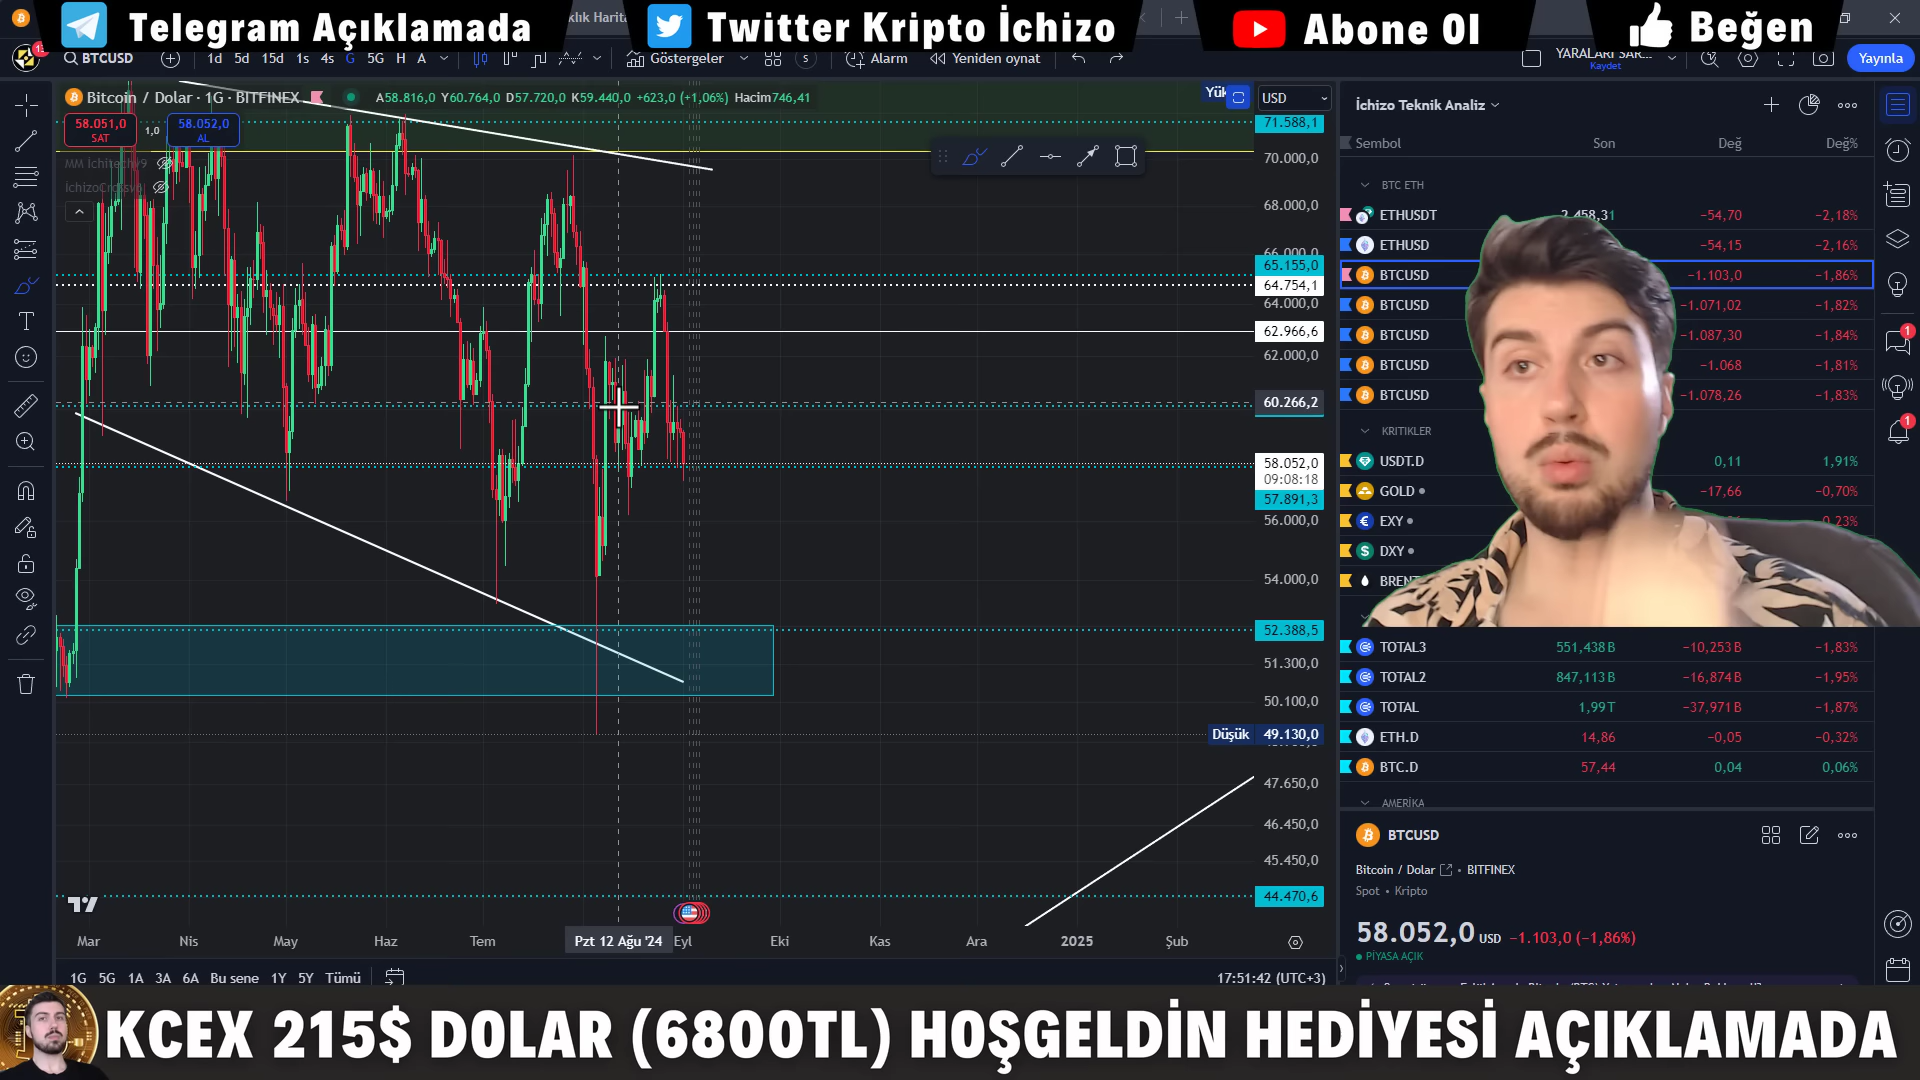 Telegram Açıklamada
Twitter Kripto İchizo
Abone Ol
Beğen
BTCUSD
1d 5d 15d 1s 4s G 5G H A
Göstergeler
Alarm
Yeniden oynat
YARALARI SAR...
Kaydet
Yayınla
Bitcoin / Dolar · 1G · BITFINEX
A58.816,0 Y60.764,0 D57.720,0 K59.440,0 +623,0 (+1,06%) Hacim746,41
58.051,0
SAT
1,0
58.052,0
AL
MM İchitechv9
USD
71.588,1
70.000,0
68.000,0
66.000,0
65.155,0
64.754,1
64.000,0
62.966,6
62.000,0
60.266,2
58.052,0
09:08:18
57.891,3
56.000,0
54.000,0
52.388,5
51.300,0
50.100,0
Düşük 49.130,0
47.650,0
46.450,0
45.450,0
44.470,6
Mar Nis May Haz Tem Pzt 12 Ağu '24 Eyl Eki Kas Ara 2025 Şub
1G 5G 1A 3A 6A Bu sene 1Y 5Y Tümü
17:51:42 (UTC+3)
İchizo Teknik Analiz
Sembol Son Değ Değ%
BTC ETH
ETHUSDT 2.458,31 −54,70 −2,18%
ETHUSD −54,15 −2,16%
BTCUSD −1.103,0 −1,86%
BTCUSD −1.071,02 −1,82%
BTCUSD −1.087,30 −1,84%
BTCUSD −1.068 −1,81%
BTCUSD −1.078,26 −1,83%
KRITIKLER
USDT.D 0,11 1,91%
GOLD −17,66 −0,70%
EXY 0,23%
DXY
BRENT
TOTAL3 551,438 B −10,253 B −1,83%
TOTAL2 847,113 B −16,874 B −1,95%
TOTAL 1,99 T −37,971 B −1,87%
ETH.D 14,86 −0,05 −0,32%
BTC.D 57,44 0,04 0,06%
AMERİKA
BTCUSD
Bitcoin / Dolar • BITFINEX
Spot • Kripto
58.052,0 USD −1.103,0 (−1,86%)
PİYASA AÇIK
KCEX 215$ DOLAR (6800TL) HOŞGELDİN HEDİYESİ AÇIKLAMADA